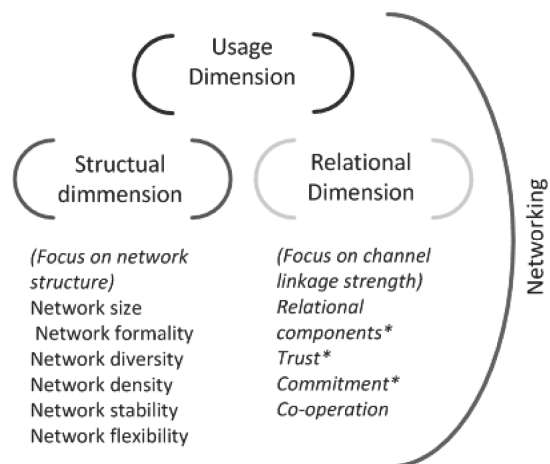 Usage
Dimension
Structual
dimmension
Relational
Dimension
(Focus on network
structure)
Network size
Network formality
Network diversity
Network density
Network stability
Network flexibility
(Focus on channel
linkage strength)
Relational
components*
Trust*
Commitment*
Co-operation
Networking